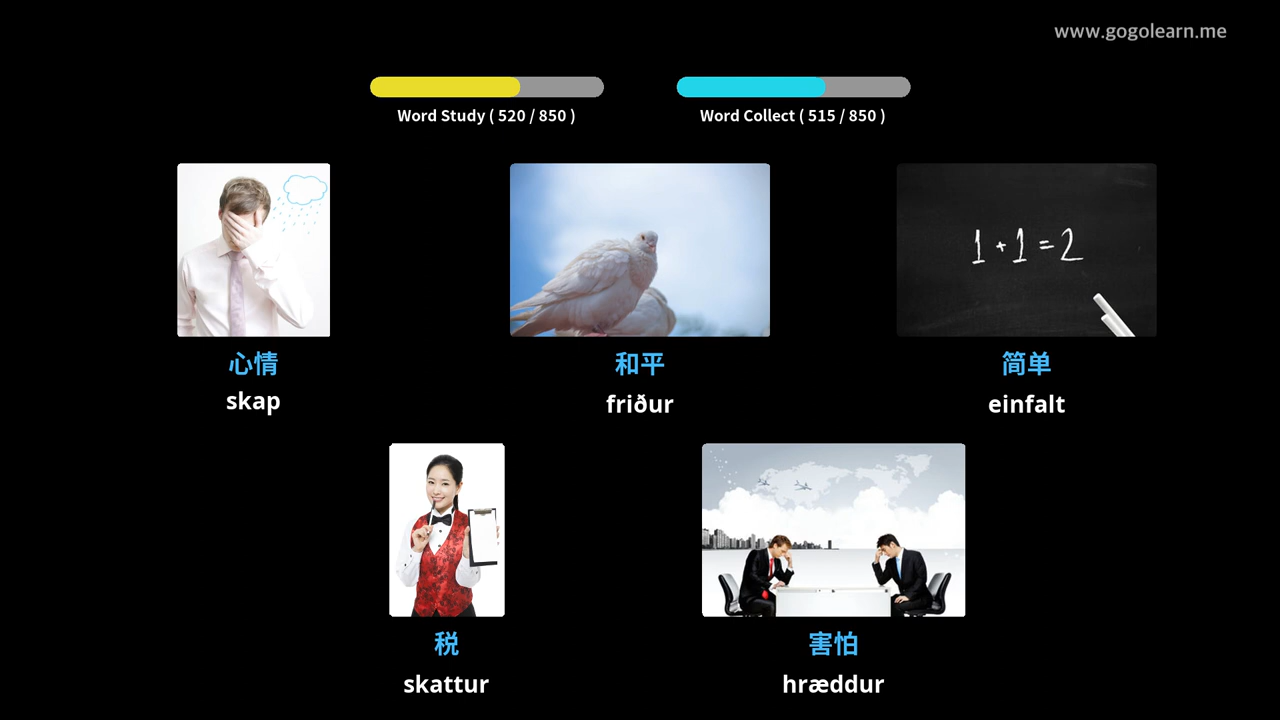 www.gogolearn.me
Word Study ( 520 / 850 )
Word Collect ( 515 / 850 )
1 + 1 = 2
心情
skap
和平
friður
简单
einfalt
税
skattur
害怕
hræddur